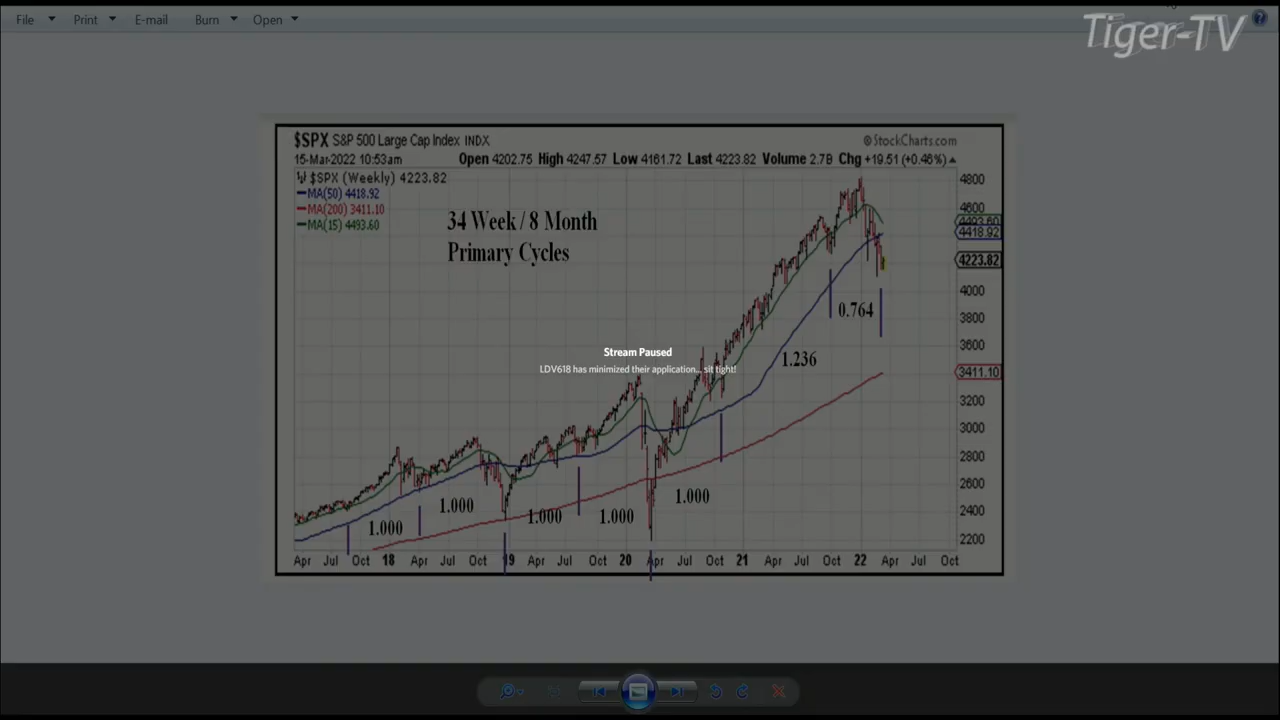 File Print E-mail Burn Open
Tiger-TV
$SPX S&P 500 Large Cap Index INDX
©StockCharts.com
15-Mar-2022 10:53am
Open 4202.75 High 4247.57 Low 4161.72 Last 4223.82 Volume 2.7B Chg +19.51 (+0.46%)
$SPX (Weekly) 4223.82
MA(50) 4418.92
MA(200) 3411.10
MA(15) 4493.60
34 Week / 8 Month
Primary Cycles
4800
4600
4493.60
4418.92
4223.82
4000
3800
3600
3411.10
3200
3000
2800
2600
2400
2200
0.764
1.236
Stream Paused
LDV618 has minimized their application... sit tight!
1.000
1.000
1.000
1.000
1.000
Apr Jul Oct 18 Apr Jul Oct 19 Apr Jul Oct 20 Apr Jul Oct 21 Apr Jul Oct 22 Apr Jul Oct